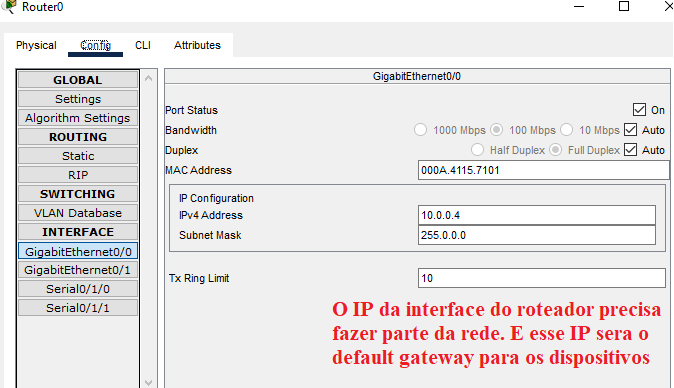 Router0
Physical Config CLI Attributes
GLOBAL
Settings
Algorithm Settings
ROUTING
Static
RIP
SWITCHING
VLAN Database
INTERFACE
GigabitEthernet0/0
GigabitEthernet0/1
Serial0/1/0
Serial0/1/1
GigabitEthernet0/0
Port Status On
Bandwidth 1000 Mbps 100 Mbps 10 Mbps Auto
Duplex Half Duplex Full Duplex Auto
MAC Address 000A.4115.7101
IP Configuration
IPv4 Address 10.0.0.4
Subnet Mask 255.0.0.0
Tx Ring Limit 10
O IP da interface do roteador precisa
fazer parte da rede. E esse IP sera o
default gateway para os dispositivos